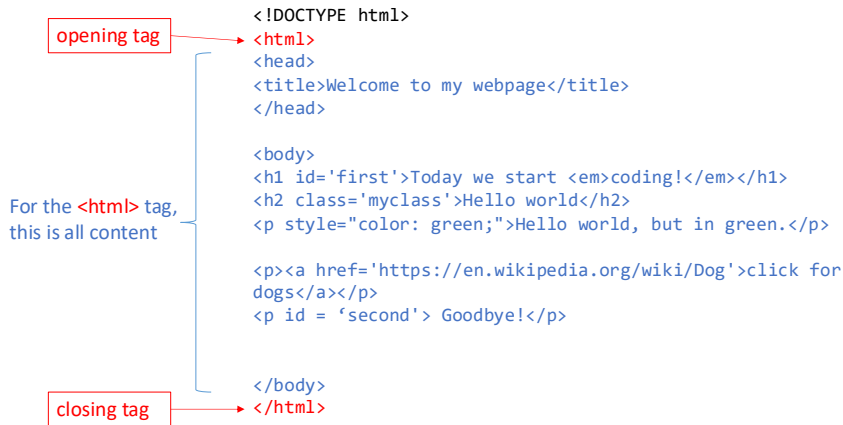 <!DOCTYPE html>
opening tag
<html>
<head>
<title>Welcome to my webpage</title>
</head>
<body>
<h1 id='first'>Today we start <em>coding!</em></h1>
<h2 class='myclass'>Hello world</h2>
For the <html> tag,
this is all content
<p style="color: green;">Hello world, but in green.</p>
<p><a href='https://en.wikipedia.org/wiki/Dog'>click for
dogs</a></p>
<p id = ‘second'> Goodbye!</p>
</body>
closing tag
</html>